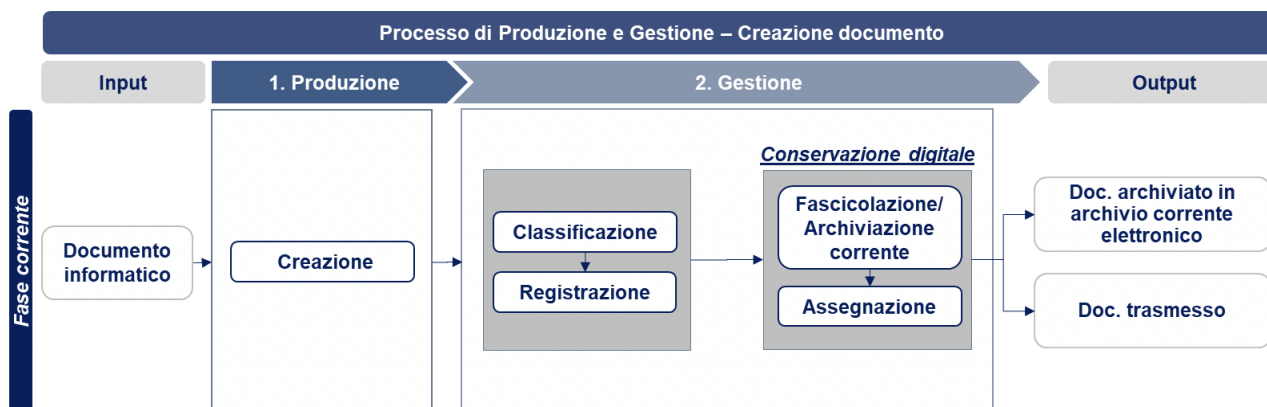 Processo di Produzione e Gestione – Creazione documento
Input
1. Produzione
2. Gestione
Output
Fase corrente
Documento
informatico
Creazione
Classificazione
Registrazione
Conservazione digitale
Fascicolazione/
Archiviazione
corrente
Assegnazione
Doc. archiviato in
archivio corrente
elettronico
Doc. trasmesso